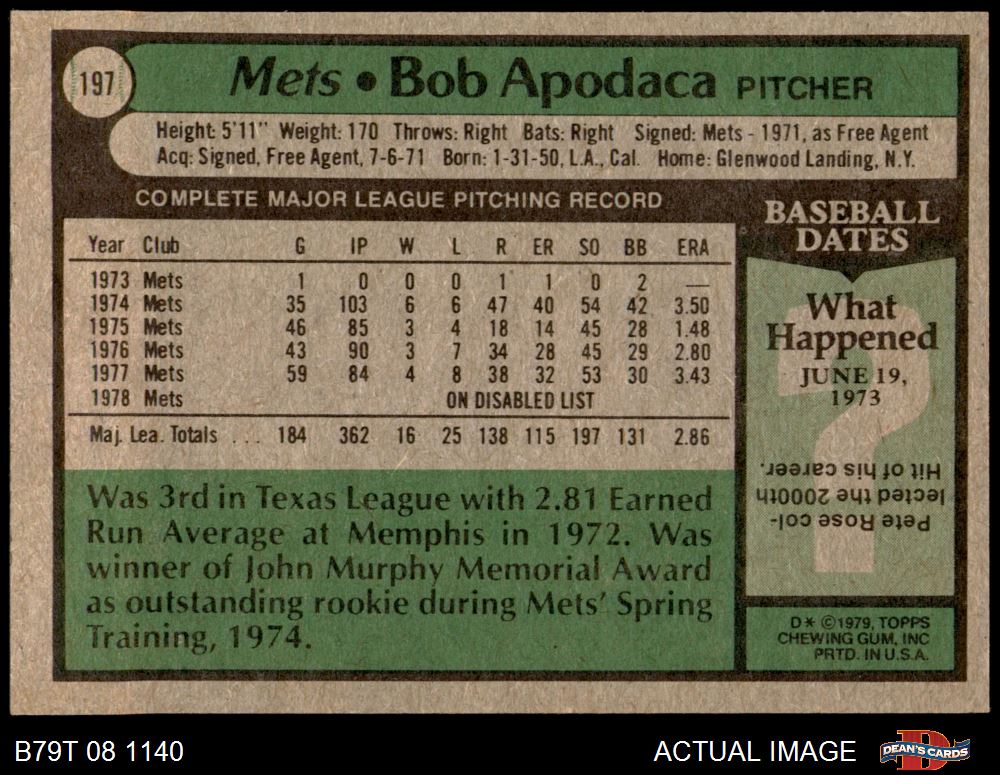 197
Mets • Bob Apodaca PITCHER
Height: 5'11" Weight: 170 Throws: Right Bats: Right Signed: Mets - 1971, as Free Agent
Acq: Signed, Free Agent, 7-6-71 Born: 1-31-50, L.A., Cal. Home: Glenwood Landing, N.Y.
COMPLETE MAJOR LEAGUE PITCHING RECORD
Year Club G IP W L R ER SO BB ERA
1973 Mets 1 0 0 0 1 1 0 2 —
1974 Mets 35 103 6 6 47 40 54 42 3.50
1975 Mets 46 85 3 4 18 14 45 28 1.48
1976 Mets 43 90 3 7 34 28 45 29 2.80
1977 Mets 59 84 4 8 38 32 53 30 3.43
1978 Mets ON DISABLED LIST
Maj. Lea. Totals ... 184 362 16 25 138 115 197 131 2.86
Was 3rd in Texas League with 2.81 Earned
Run Average at Memphis in 1972. Was
winner of John Murphy Memorial Award
as outstanding rookie during Mets' Spring
Training, 1974.
BASEBALL
DATES
What
Happened
JUNE 19,
1973
?
Pete Rose col-
lected the 2000th
Hit of his career.
D* ©1979, TOPPS
CHEWING GUM, INC
PRTD. IN U.S.A.
B79T 08 1140
ACTUAL IMAGE
DEAN'S CARDS